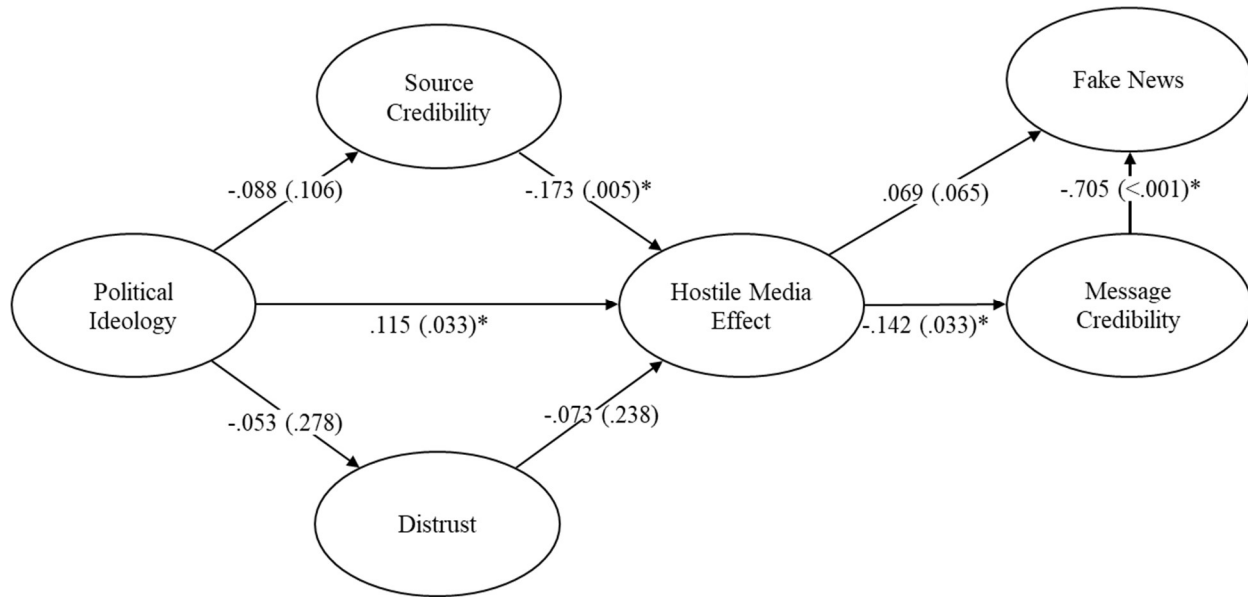 Source
Credibility
Fake News
-.088 (.106)
-.173 (.005)*
.069 (.065)
-.705 (<.001)*
Political
Ideology
Hostile Media
Effect
Message
Credibility
.115 (.033)*
-.142 (.033)*
-.053 (.278)
-.073 (.238)
Distrust